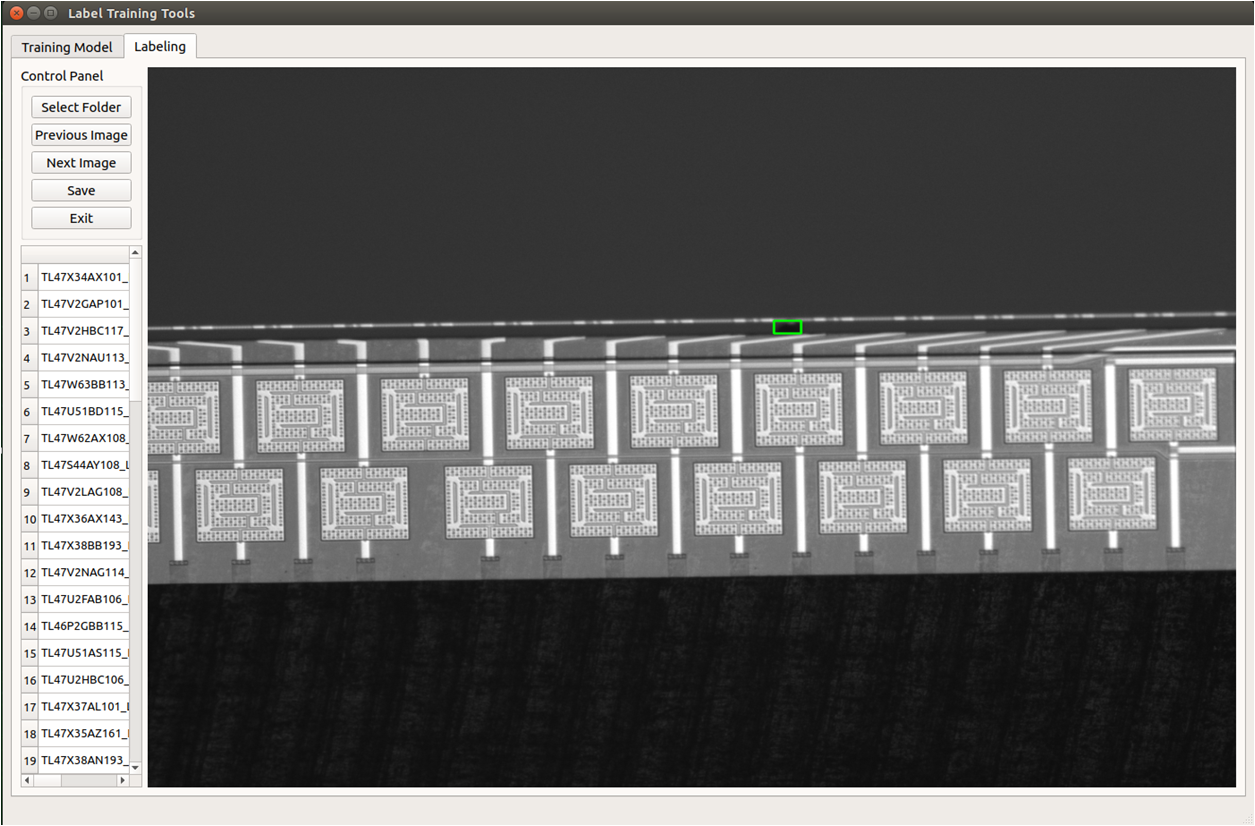 Label Training Tools
Training Model
Labeling
Control Panel
Select Folder
Previous Image
Next Image
Save
Exit
1 TL47X34AX101_
2 TL47V2GAP101_
3 TL47V2HBC117_
4 TL47V2NAU113_
5 TL47W63BB113_
6 TL47U51BD115_
7 TL47W62AX108_
8 TL47S44AY108_L
9 TL47V2LAG108_
10 TL47X36AX143_
11 TL47X38BB193_
12 TL47V2NAG114_
13 TL47U2FAB106_
14 TL46P2GBB115_
15 TL47U51AS115_
16 TL47U2HBC106_
17 TL47X37AL101_L
18 TL47X35AZ161_
19 TL47X38AN193_